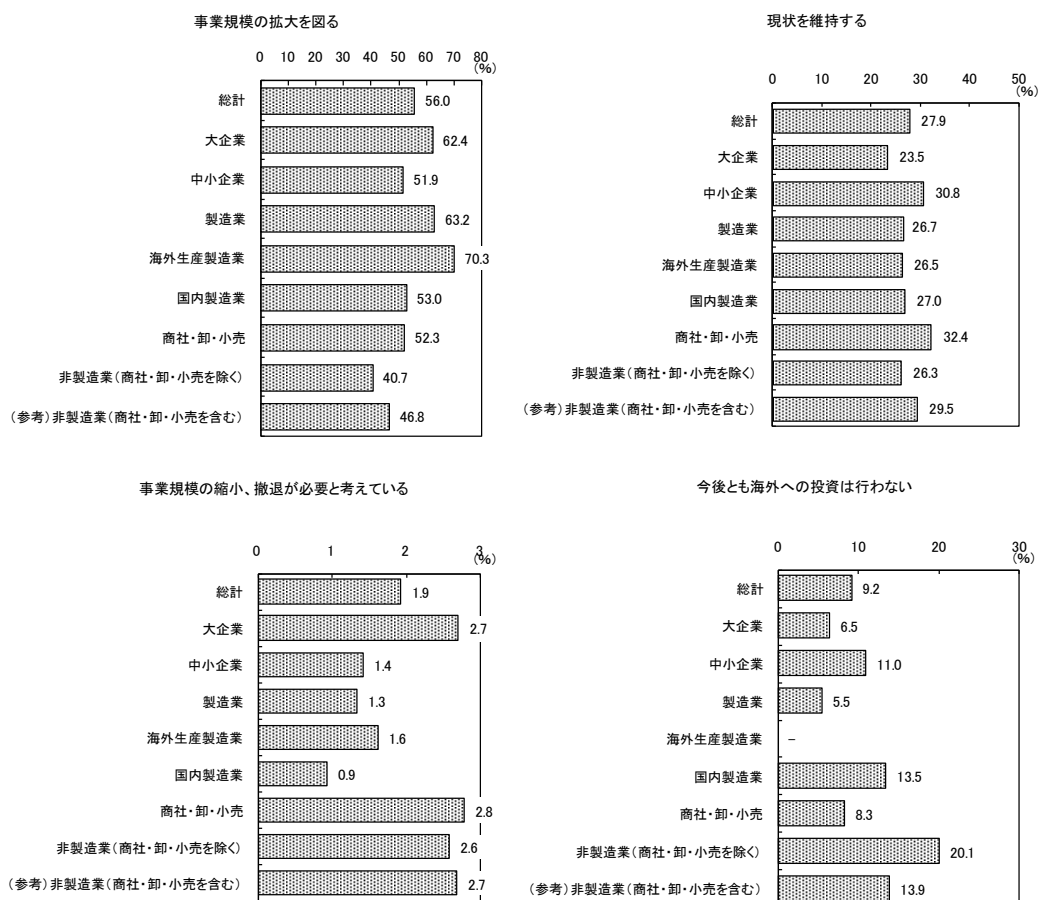 事業規模の拡大を図る
0 10 20 30 40 50 60 70 80
(%)
総計 56.0
大企業 62.4
中小企業 51.9
製造業 63.2
海外生産製造業 70.3
国内製造業 53.0
商社・卸・小売 52.3
非製造業(商社・卸・小売を除く) 40.7
(参考)非製造業(商社・卸・小売を含む) 46.8
現状を維持する
0 10 20 30 40 50
(%)
総計 27.9
大企業 23.5
中小企業 30.8
製造業 26.7
海外生産製造業 26.5
国内製造業 27.0
商社・卸・小売 32.4
非製造業(商社・卸・小売を除く) 26.3
(参考)非製造業(商社・卸・小売を含む) 29.5
事業規模の縮小、撤退が必要と考えている
0 1 2 3
(%)
総計 1.9
大企業 2.7
中小企業 1.4
製造業 1.3
海外生産製造業 1.6
国内製造業 0.9
商社・卸・小売 2.8
非製造業(商社・卸・小売を除く) 2.6
(参考)非製造業(商社・卸・小売を含む) 2.7
今後とも海外への投資は行わない
0 10 20 30
(%)
総計 9.2
大企業 6.5
中小企業 11.0
製造業 5.5
海外生産製造業 –
国内製造業 13.5
商社・卸・小売 8.3
非製造業(商社・卸・小売を除く) 20.1
(参考)非製造業(商社・卸・小売を含む) 13.9